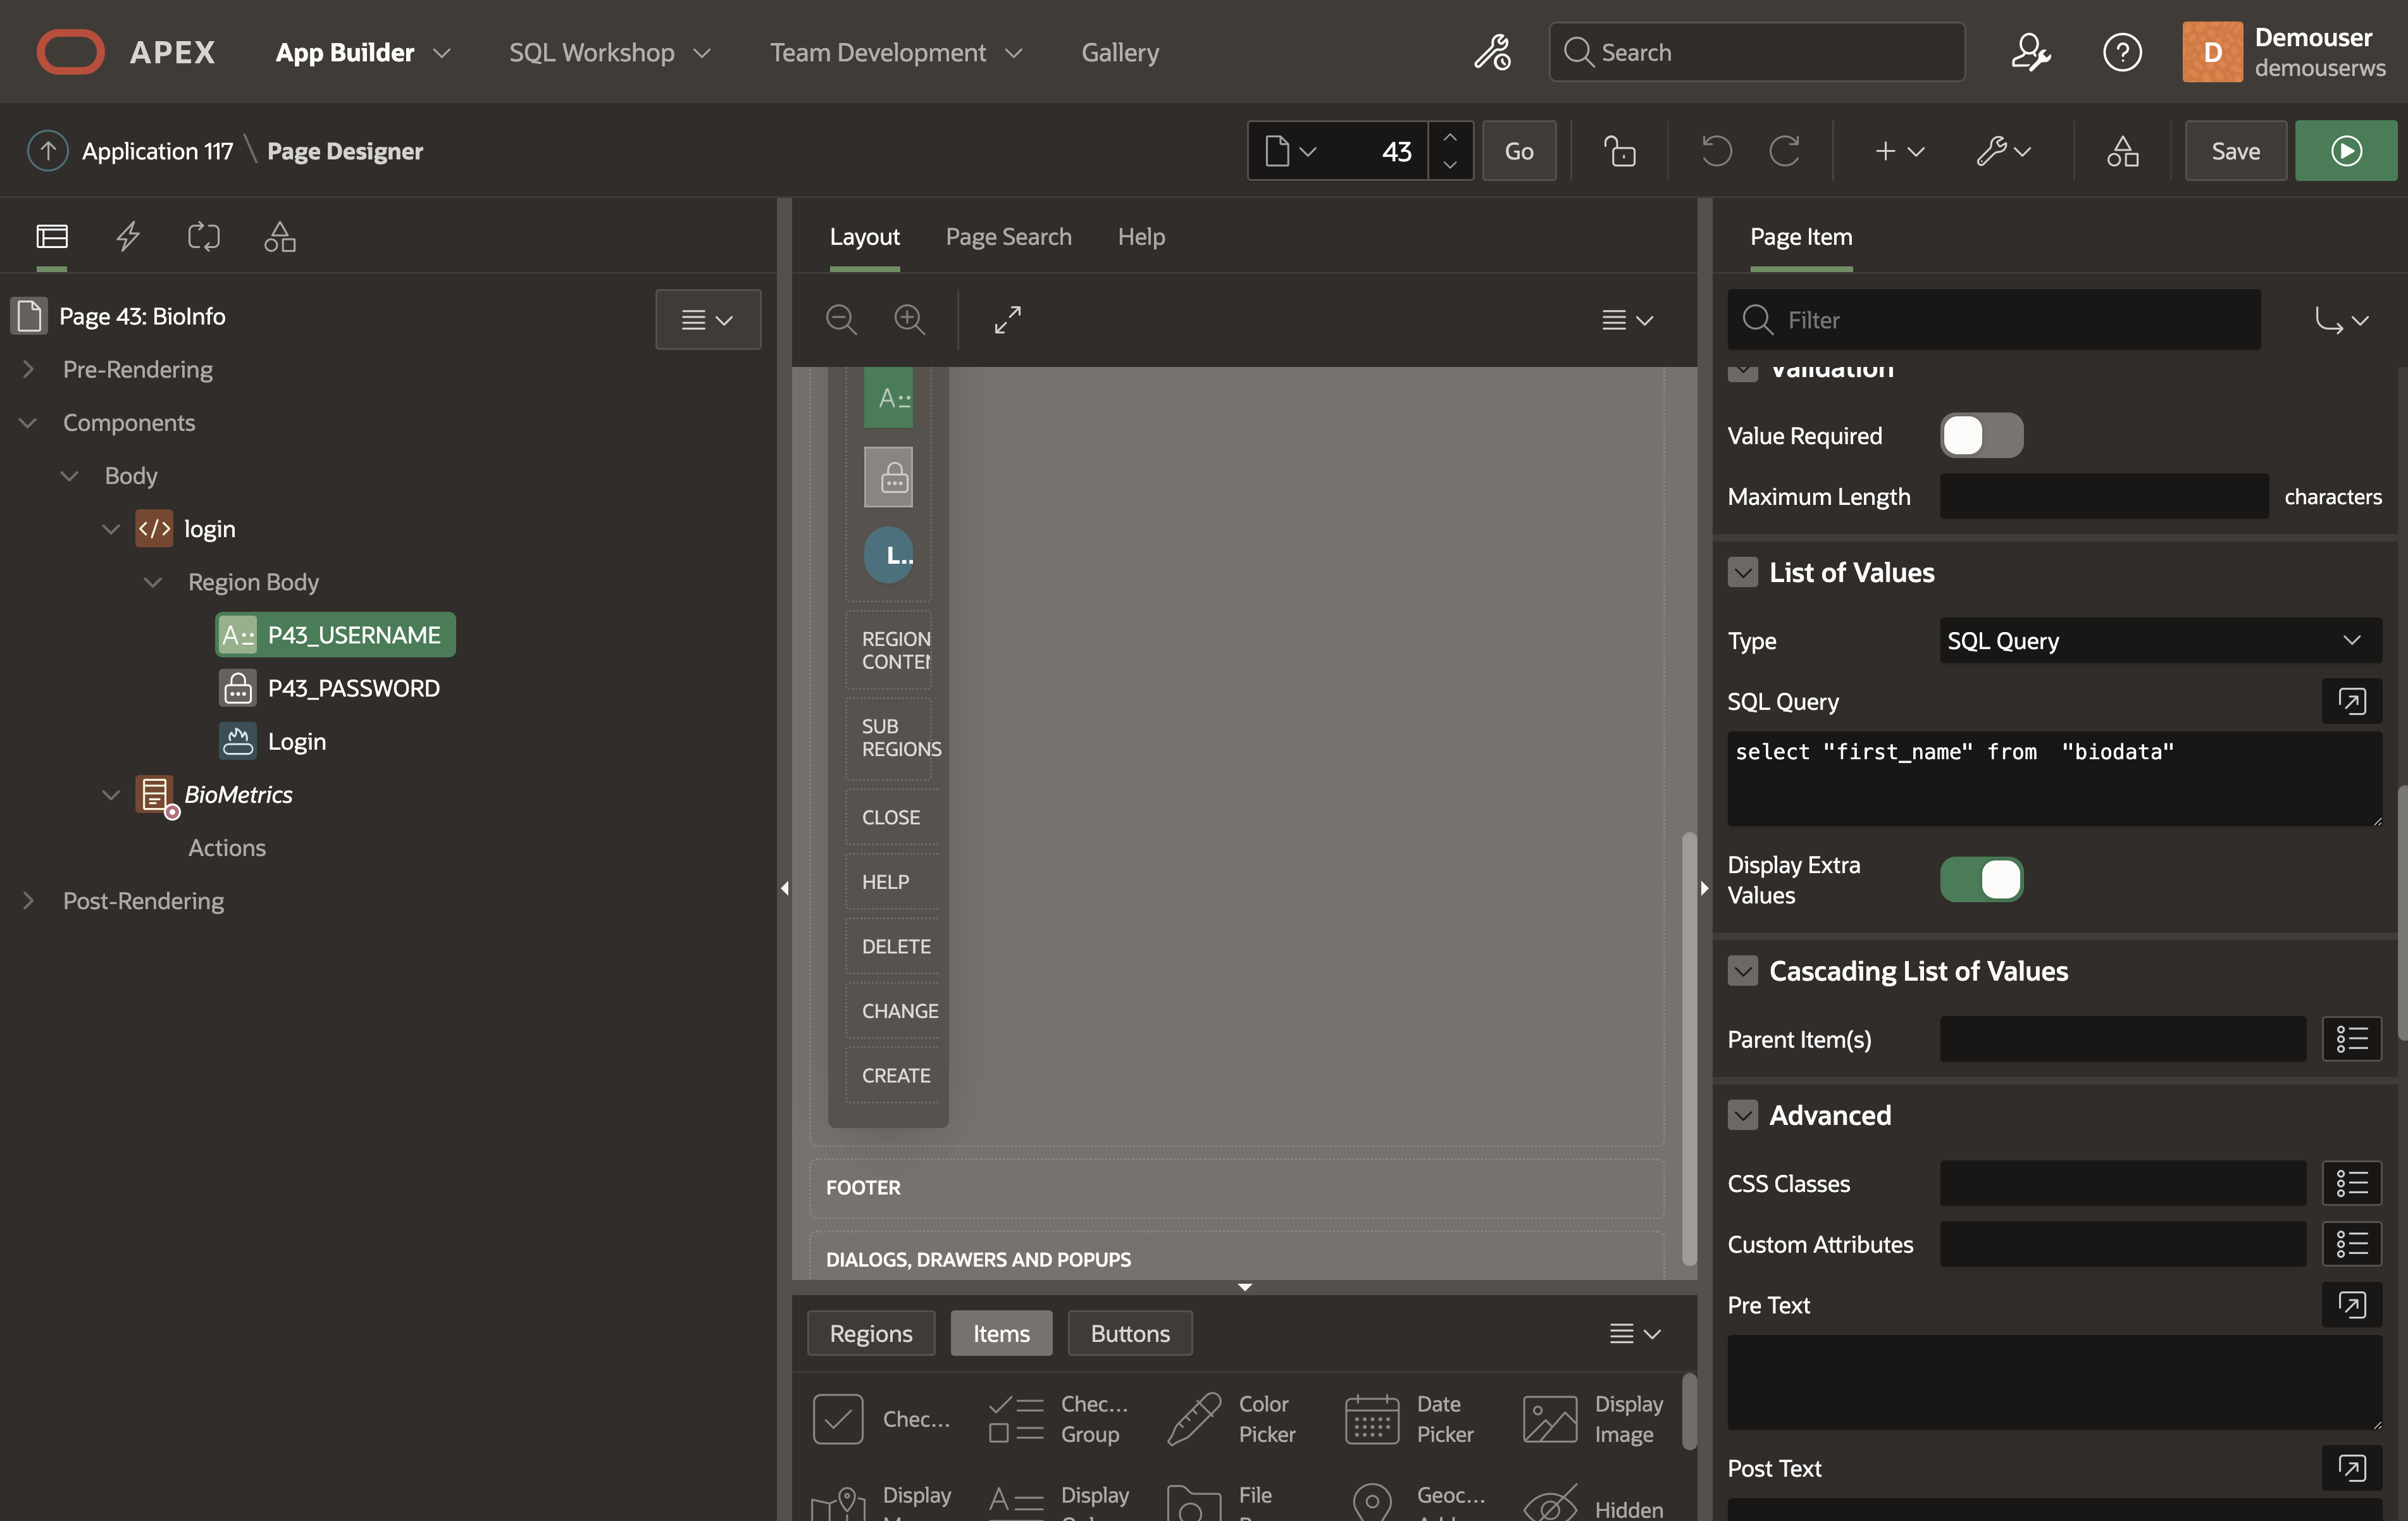 APEX
App Builder
SQL Workshop
Team Development
Gallery
Search
D
Demouser
demouserws
Application 117 \ Page Designer
43
Go
Save
Page 43: BioInfo
Pre-Rendering
Components
Body
login
Region Body
P43_USERNAME
P43_PASSWORD
Login
BioMetrics
Actions
Post-Rendering
Layout
Page Search
Help
A
L..
REGION
SUB
REGIONS
CLOSE
HELP
DELETE
CHANGE
CREATE
FOOTER
DIALOGS, DRAWERS AND POPUPS
Regions
Items
Buttons
Chec...
Chec...
Group
Color
Picker
Date
Picker
Display
Image
Display
Display
File
Geoc...
Hidden
Page Item
Filter
Validation
Value Required
Maximum Length
characters
List of Values
Type
SQL Query
SQL Query
select "first_name" from  "biodata"
Display Extra
Values
Cascading List of Values
Parent Item(s)
Advanced
CSS Classes
Custom Attributes
Pre Text
Post Text